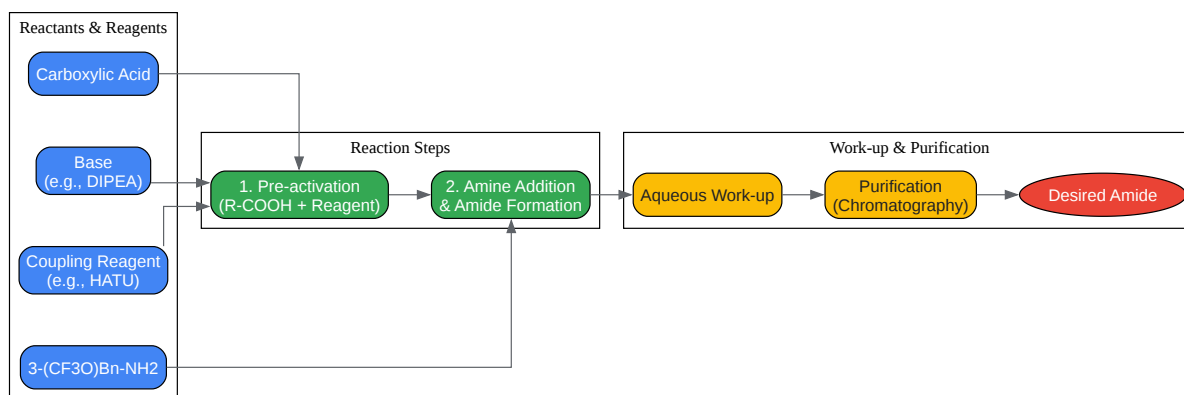 Reactants & Reagents
Carboxylic Acid
Base
(e.g., DIPEA)
Coupling Reagent
(e.g., HATU)
3-(CF3O)Bn-NH2
Reaction Steps
1. Pre-activation
(R-COOH + Reagent)
2. Amine Addition
& Amide Formation
Work-up & Purification
Aqueous Work-up
Purification
(Chromatography)
Desired Amide